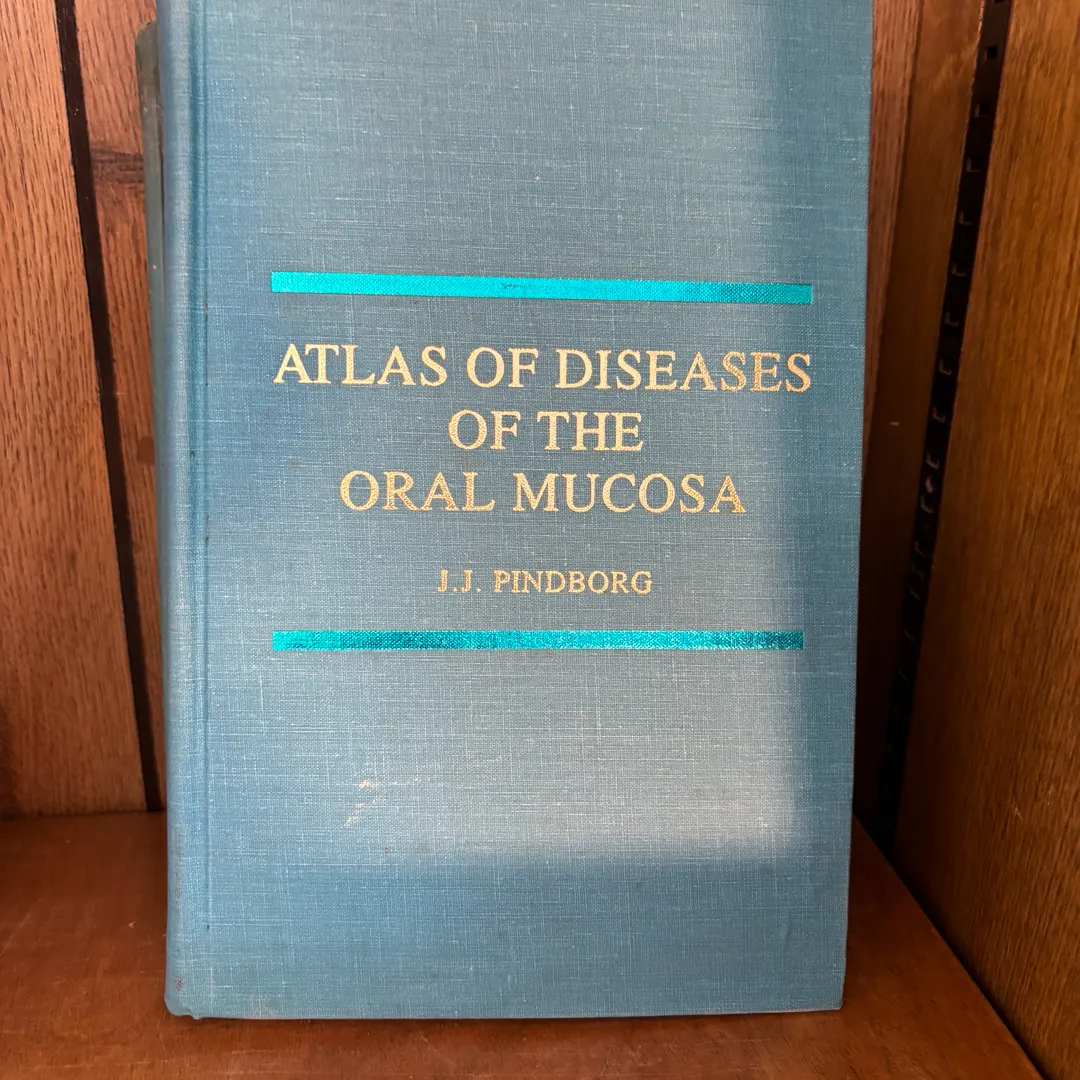 ATLAS OF DISEASES
OF THE
ORAL MUCOSA
J.J. PINDBORG